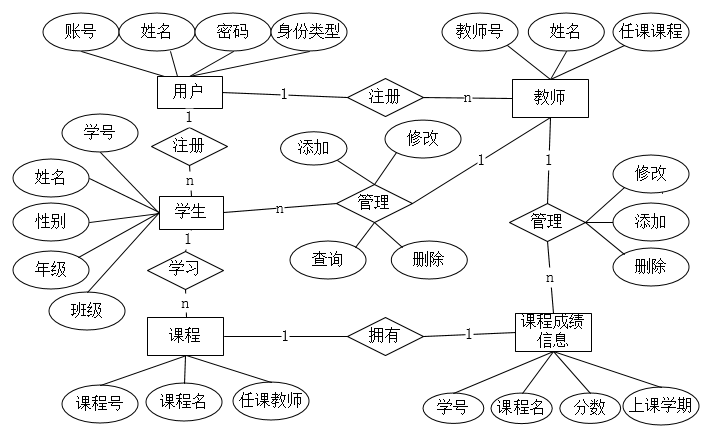 账号
姓名
密码
身份类型
教师号
姓名
任课课程
用户
1
注册
n
教师
1
注册
n
学号
姓名
性别
年级
班级
学生
n
管理
1
添加
修改
查询
删除
1
管理
n
修改
添加
删除
1
学习
n
课程
1
拥有
1
课程成绩
信息
课程号
课程名
任课教师
学号
课程名
分数
上课学期